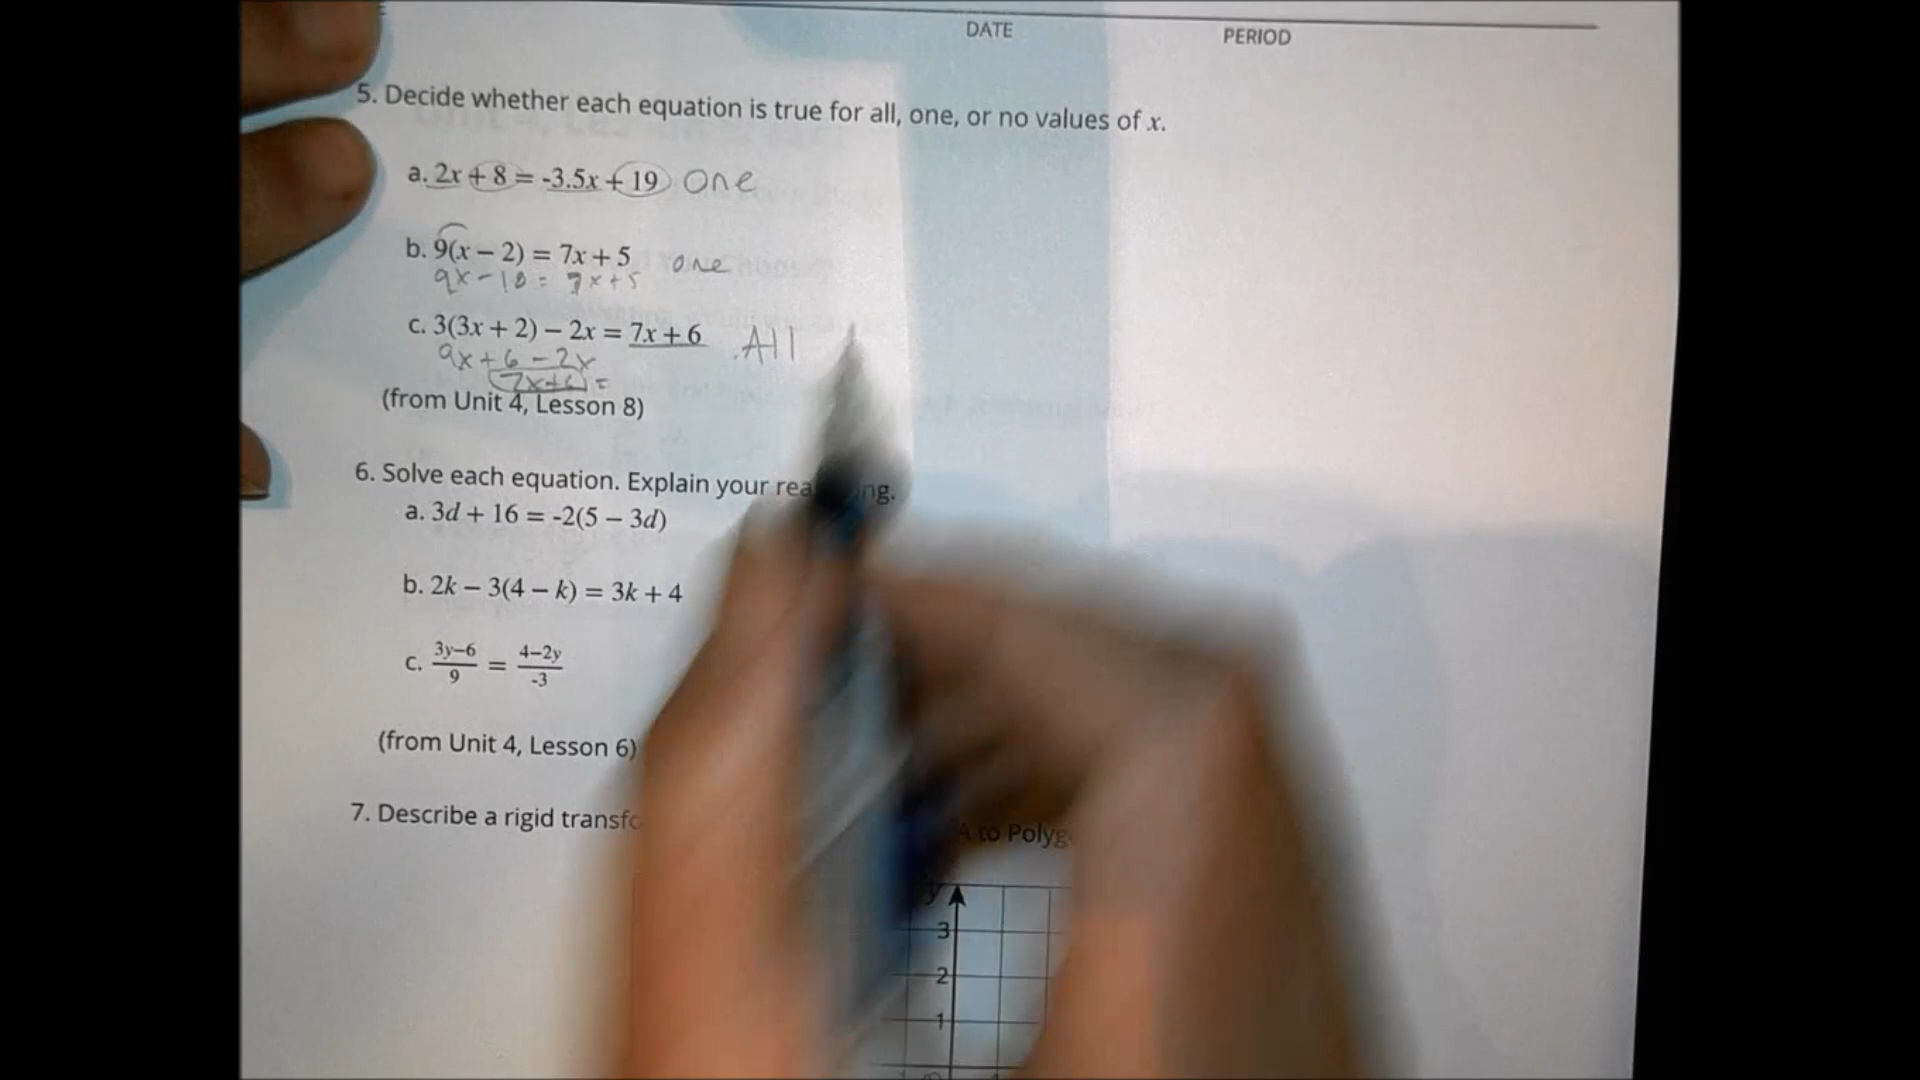 DATE PERIOD
5. Decide whether each equation is true for all, one, or no values of x.
a. 2x + 8 = -3.5x + 19 one
b. 9(x – 2) = 7x + 5 one
9x - 18 = 7x + 5
c. 3(3x + 2) – 2x = 7x + 6 All
9x + 6 - 2x
7x+6 =
(from Unit 4, Lesson 8)
6. Solve each equation. Explain your
a. 3d + 16 = -2(5 – 3d)
b. 2k – 3(4 – k) = 3k + 4
c. 3y–6/9 = 4–2y/-3
(from Unit 4, Lesson 6)
7. Describe a rigid A to
y
3
2
1